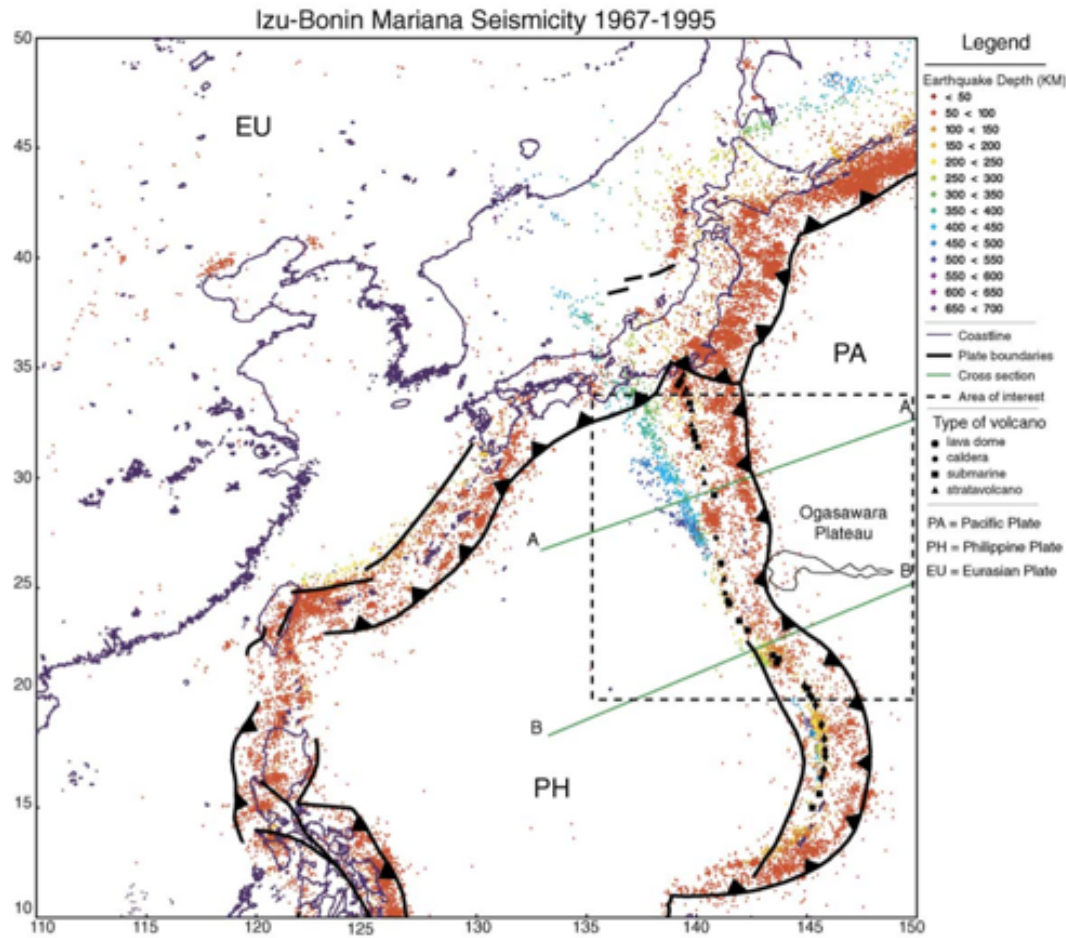 Izu-Bonin Mariana Seismicity 1967-1995
50
45
40
35
30
25
20
15
10
110
115
120
125
130
135
140
145
150
EU
PA
PH
A
A
B
B
Ogasawara
Plateau
Legend
Earthquake Depth (KM)
< 50
50 < 100
100 < 150
150 < 200
200 < 250
250 < 300
300 < 350
350 < 400
400 < 450
450 < 500
500 < 550
550 < 600
600 < 650
650 < 700
Coastline
Plate boundaries
Cross section
Area of interest
Type of volcano
lava dome
caldera
submarine
stratavolcano
PA = Pacific Plate
PH = Philippine Plate
EU = Eurasian Plate